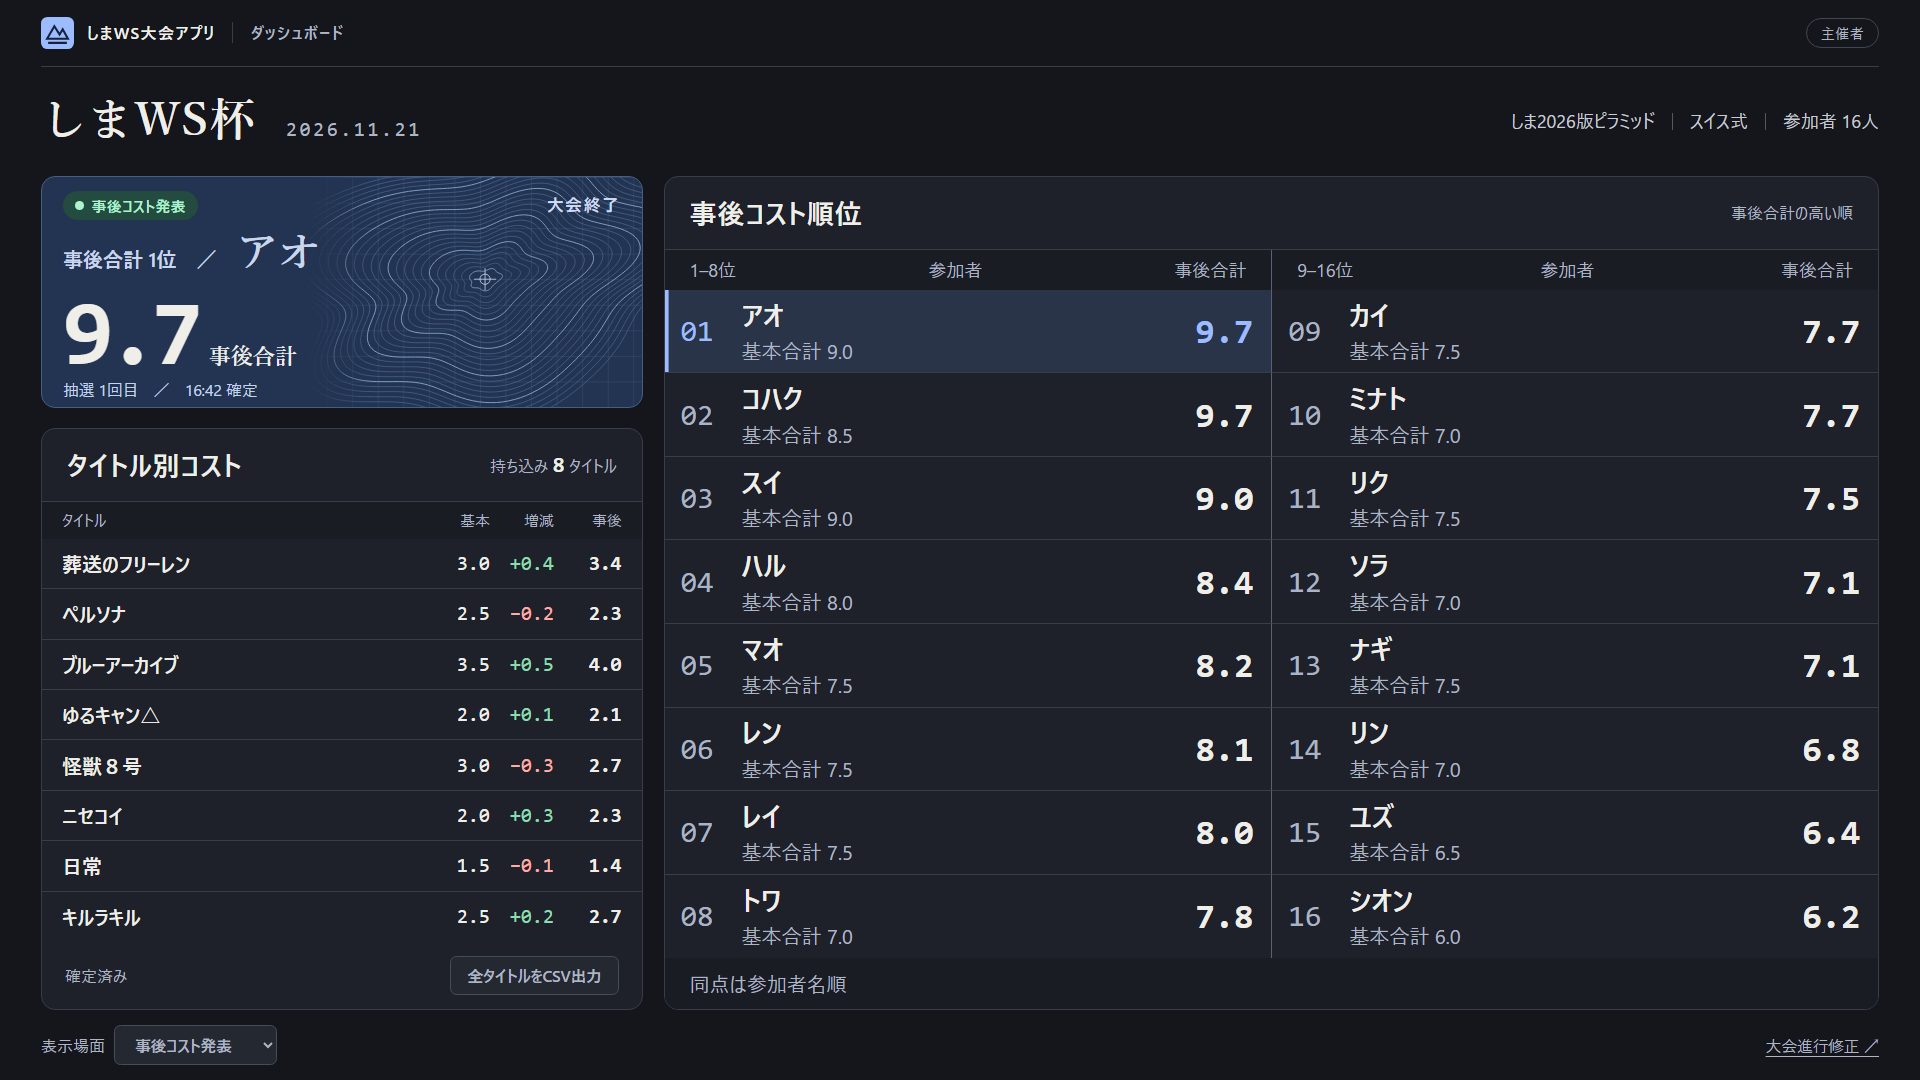 しまWS大会アプリ ダッシュボード 主催者
しまWS杯 2026.11.21 しま2026版ピラミッド スイス式 参加者 16人
事後コスト発表 大会終了
事後合計 1位 ／ アオ
9.7 事後合計
抽選 1回目 ／ 16:42 確定
タイトル別コスト 持ち込み 8 タイトル
タイトル 基本 増減 事後
葬送のフリーレン 3.0 +0.4 3.4
ペルソナ 2.5 −0.2 2.3
ブルーアーカイブ 3.5 +0.5 4.0
ゆるキャン△ 2.0 +0.1 2.1
怪獣８号 3.0 −0.3 2.7
ニセコイ 2.0 +0.3 2.3
日常 1.5 −0.1 1.4
キルラキル 2.5 +0.2 2.7
確定済み 全タイトルをCSV出力
事後コスト順位 事後合計の高い順
1–8位 参加者 事後合計
01 アオ 9.7
基本合計 9.0
02 コハク 9.7
基本合計 8.5
03 スイ 9.0
基本合計 9.0
04 ハル 8.4
基本合計 8.0
05 マオ 8.2
基本合計 7.5
06 レン 8.1
基本合計 7.5
07 レイ 8.0
基本合計 7.5
08 トワ 7.8
基本合計 7.0
9–16位 参加者 事後合計
09 カイ 7.7
基本合計 7.5
10 ミナト 7.7
基本合計 7.0
11 リク 7.5
基本合計 7.5
12 ソラ 7.1
基本合計 7.0
13 ナギ 7.1
基本合計 7.5
14 リン 6.8
基本合計 7.0
15 ユズ 6.4
基本合計 6.5
16 シオン 6.2
基本合計 6.0
同点は参加者名順
表示場面 事後コスト発表 大会進行修正 ↗